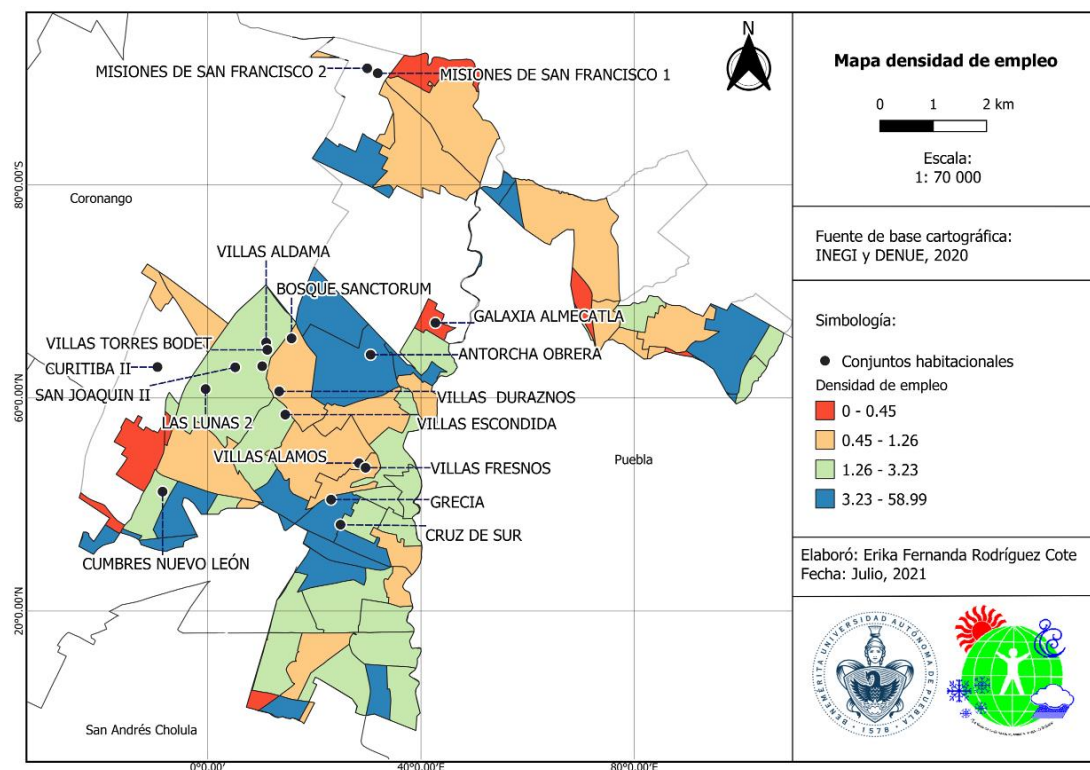 N
MISIONES DE SAN FRANCISCO 2
MISIONES DE SAN FRANCISCO 1
80°0.00'S
Coronango
VILLAS ALDAMA
BOSQUE SANCTORUM
GALAXIA ALMECATLA
VILLAS TORRES BODET
ANTORCHA OBRERA
CURITIBA II
SAN JOAQUIN II
VILLAS DURAZNOS
60°0.00'N
LAS LUNAS 2
VILLAS ESCONDIDA
VILLAS ALAMOS
VILLAS FRESNOS
Puebla
GRECIA
CRUZ DE SUR
CUMBRES NUEVO LEÓN
20°0.00'N
San Andrés Cholula
0°0.00'
40°0.00'E
80°0.00'E
Mapa densidad de empleo
0 1 2 km
Escala:
1: 70 000
Fuente de base cartográfica:
INEGI y DENUE, 2020
Simbología:
Conjuntos habitacionales
Densidad de empleo
0 - 0.45
0.45 - 1.26
1.26 - 3.23
3.23 - 58.99
Elaboró: Erika Fernanda Rodríguez Cote
Fecha: Julio, 2021
BENEMÉRITA UNIVERSIDAD AUTÓNOMA DE PUEBLA
1578